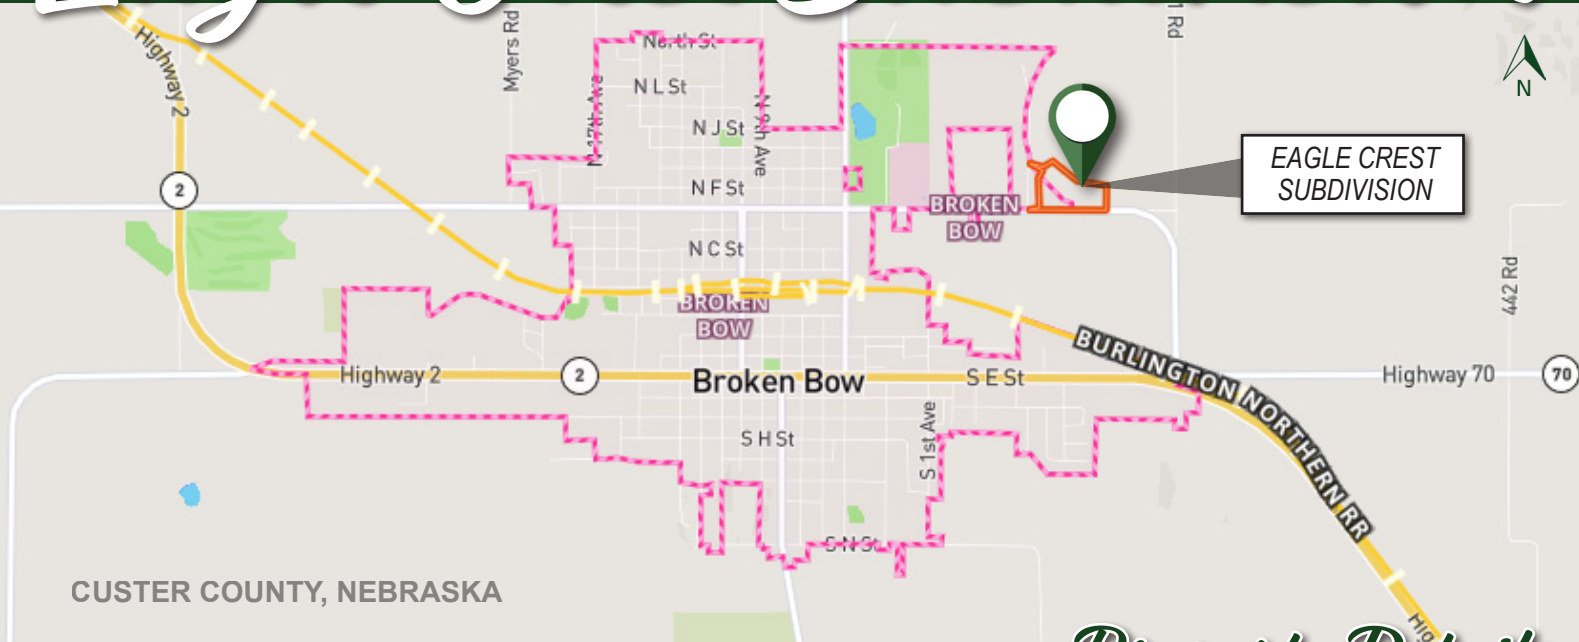 Myers Rd
1 Rd
Highway 2
North St
N L St
N
N 17th Ave
N J St
N 9th Ave
EAGLE CREST
SUBDIVISION
2
N F St
BROKEN
BOW
N C St
442 Rd
BROKEN
BOW
BURLINGTON NORTHERN RR
Highway 2
2
Broken Bow
S E St
Highway 70
70
S 1st Ave
S H St
S N St
CUSTER COUNTY, NEBRASKA